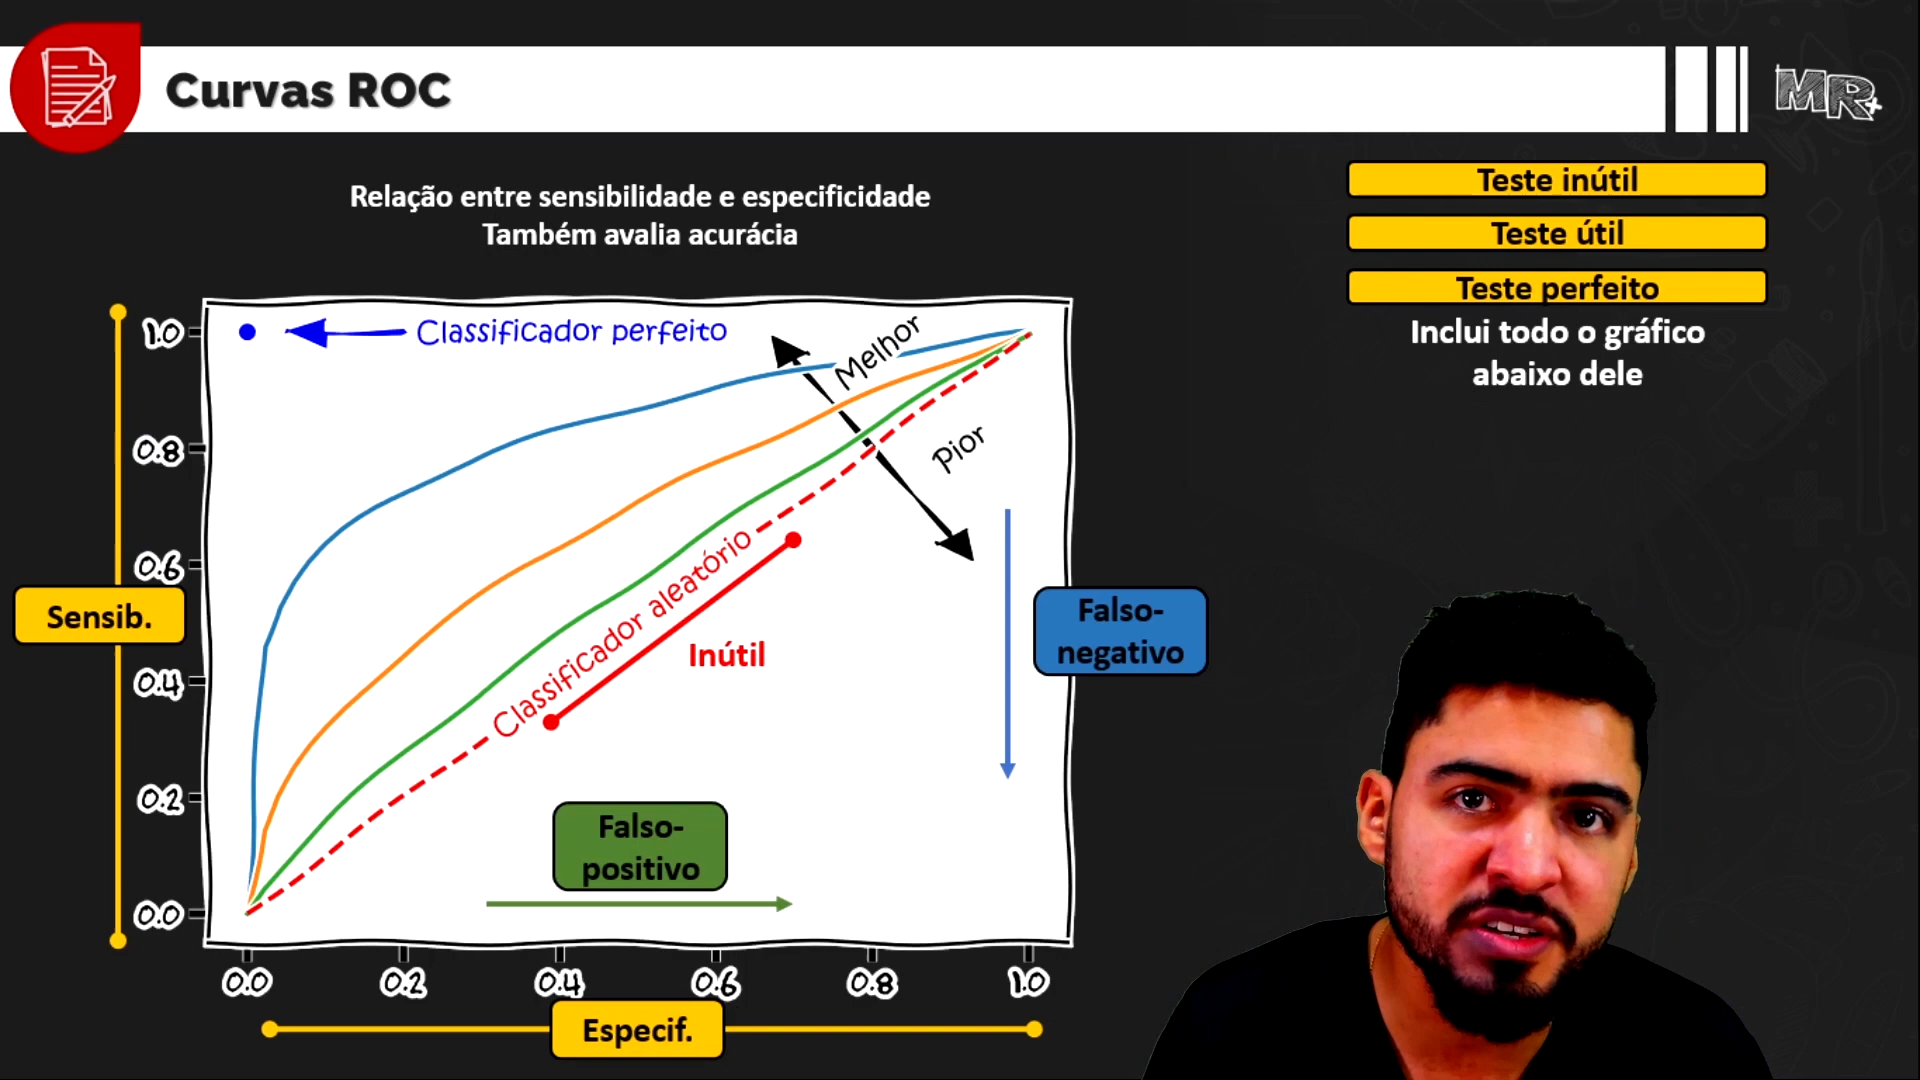 Curvas ROC
MR+
Relação entre sensibilidade e especificidade
Também avalia acurácia
Teste inútil
Teste útil
Teste perfeito
Inclui todo o gráfico
abaixo dele
1.0
0.8
0.6
0.4
0.2
0.0
Sensib.
Classificador perfeito
Melhor
Pior
Classificador aleatório
Inútil
Falso-
negativo
Falso-
positivo
0.0
0.2
0.4
0.6
0.8
1.0
Especif.